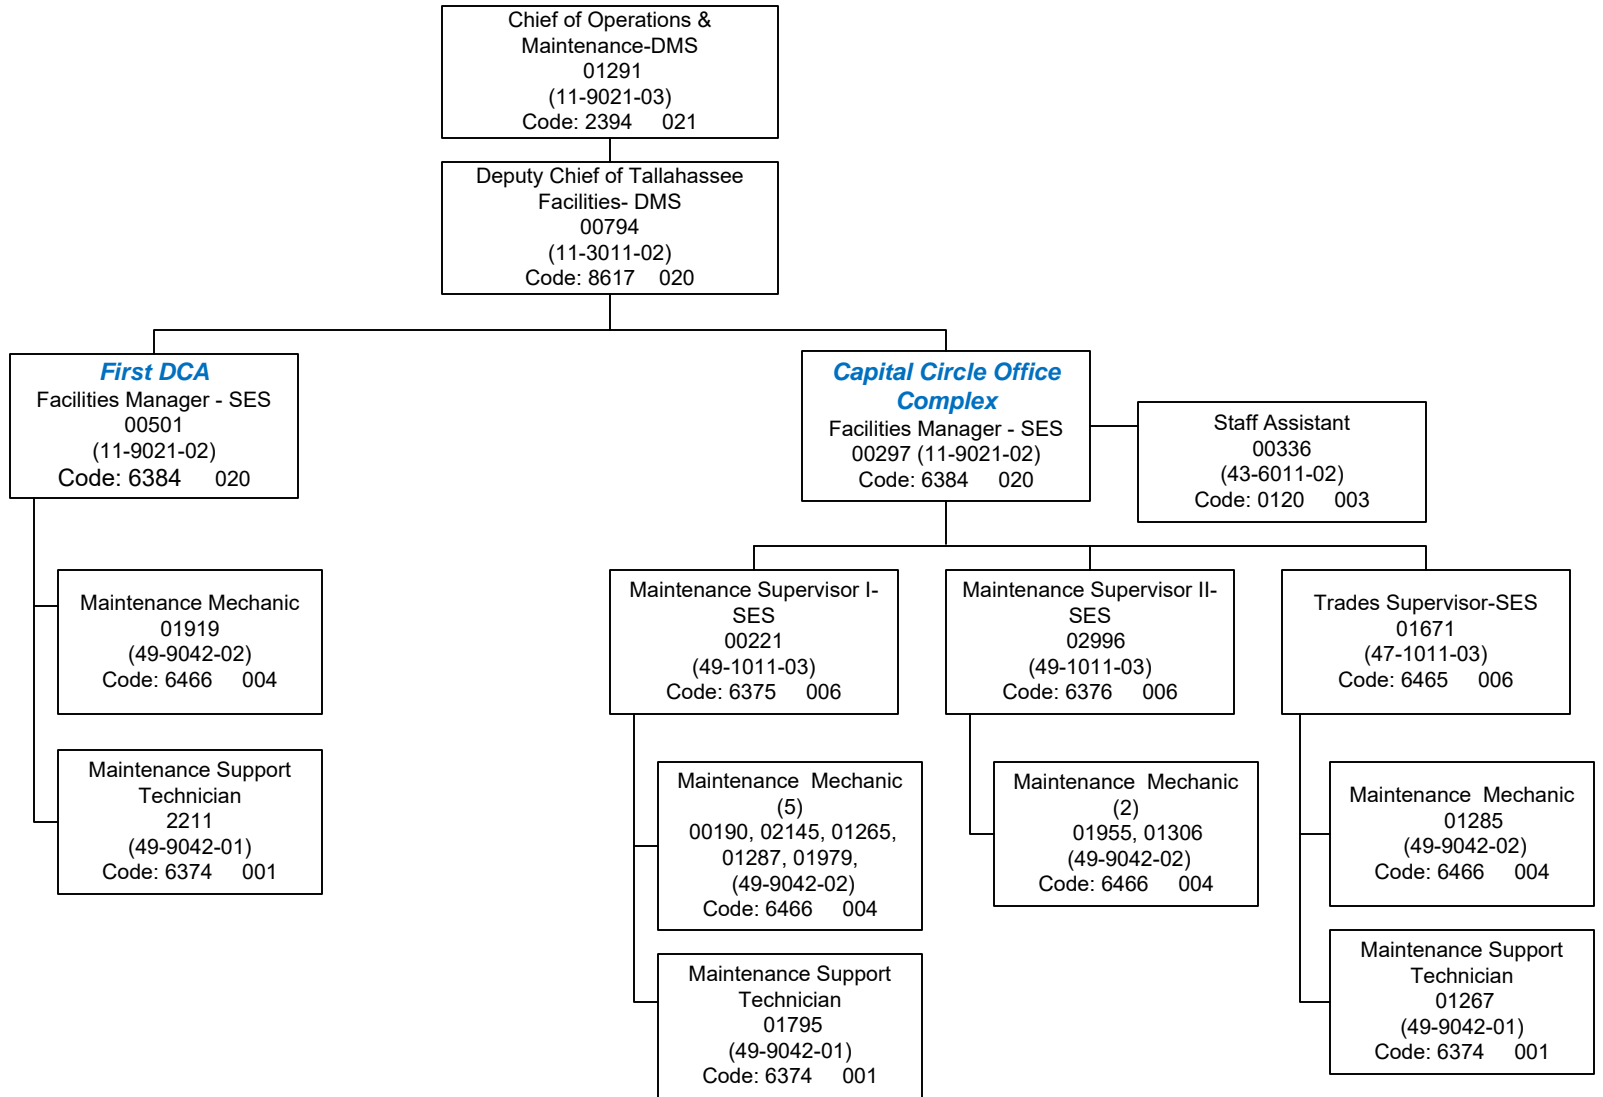 Chief of Operations &
Maintenance-DMS
01291
(11-9021-03)
Code: 2394 021
Deputy Chief of Tallahassee
Facilities- DMS
00794
(11-3011-02)
Code: 8617 020
First DCA
Facilities Manager - SES
00501
(11-9021-02)
Code: 6384 020
Capital Circle Office
Complex
Facilities Manager - SES
00297 (11-9021-02)
Code: 6384 020
Staff Assistant
00336
(43-6011-02)
Code: 0120 003
Maintenance Mechanic
01919
(49-9042-02)
Code: 6466 004
Maintenance Support
Technician
2211
(49-9042-01)
Code: 6374 001
Maintenance Supervisor I-
SES
00221
(49-1011-03)
Code: 6375 006
Maintenance Supervisor II-
SES
02996
(49-1011-03)
Code: 6376 006
Trades Supervisor-SES
01671
(47-1011-03)
Code: 6465 006
Maintenance Mechanic
(5)
00190, 02145, 01265,
01287, 01979,
(49-9042-02)
Code: 6466 004
Maintenance Support
Technician
01795
(49-9042-01)
Code: 6374 001
Maintenance Mechanic
(2)
01955, 01306
(49-9042-02)
Code: 6466 004
Maintenance Mechanic
01285
(49-9042-02)
Code: 6466 004
Maintenance Support
Technician
01267
(49-9042-01)
Code: 6374 001